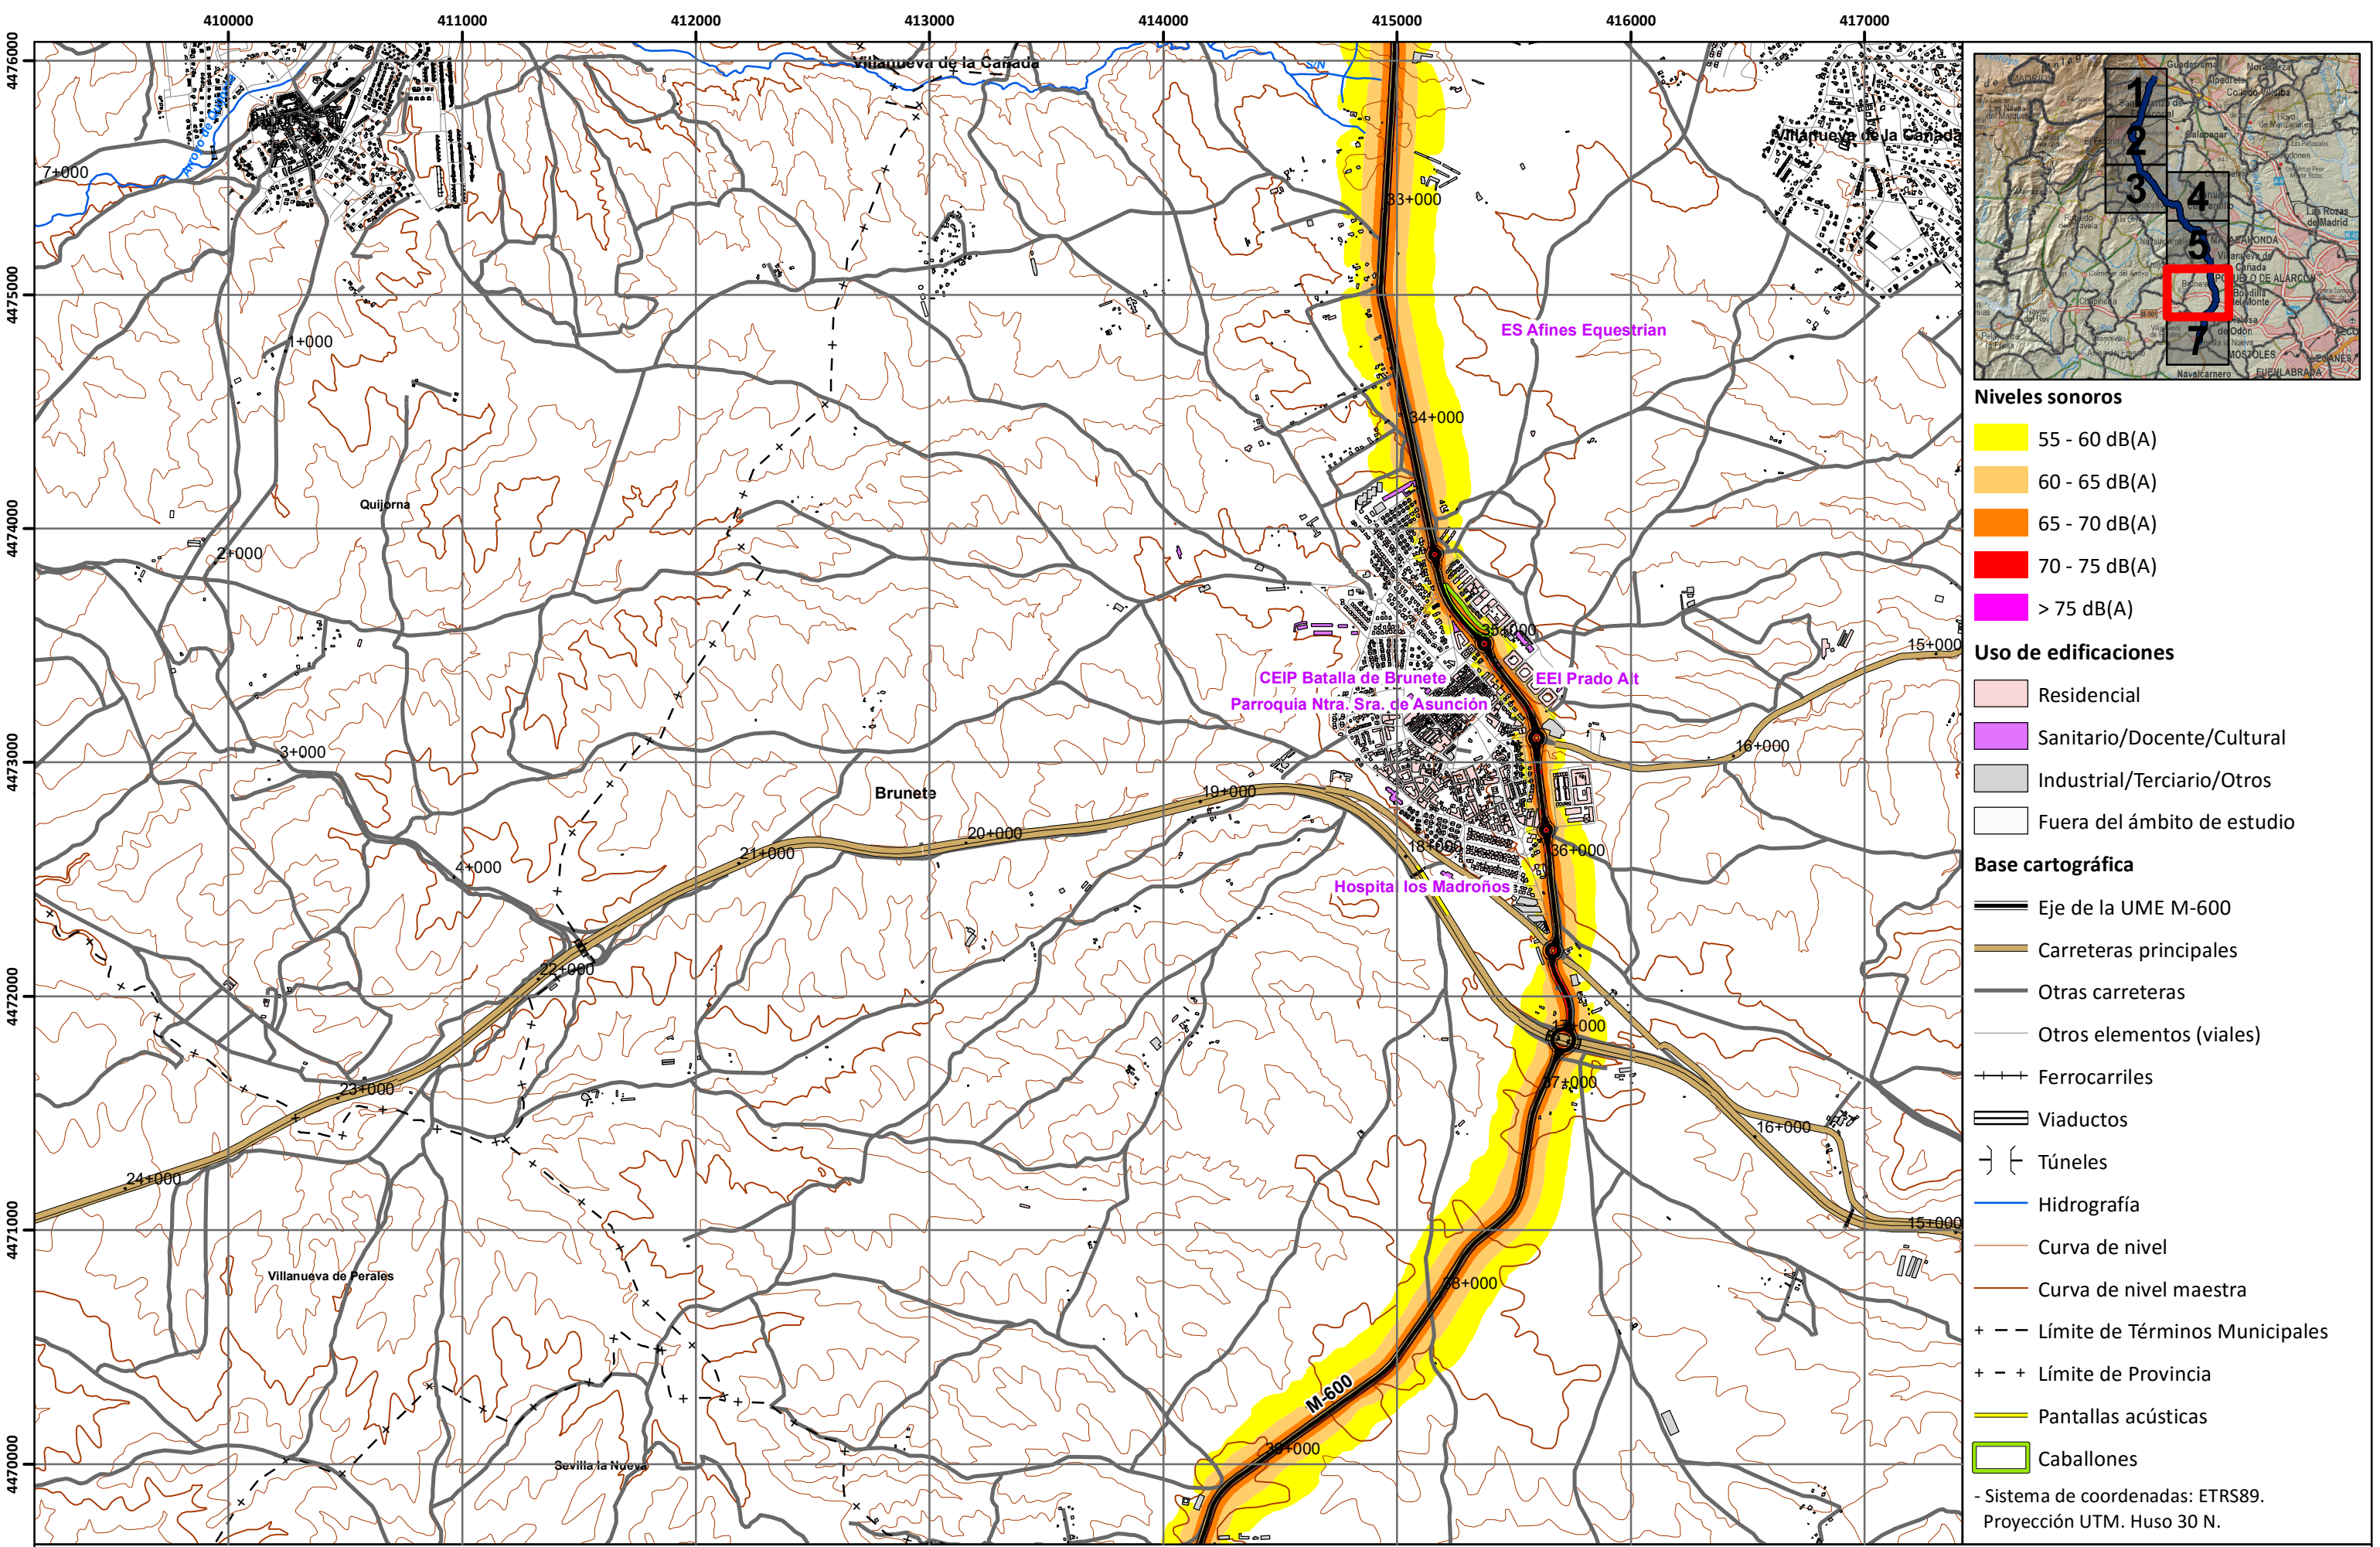 410000
411000
412000
413000
414000
415000
416000
417000
4476000
4475000
4474000
4473000
4472000
4471000
4470000
Villanueva de la Cañada
S/N
Villanueva de la Cañada
7+000
33+000
1+000
ES Afines Equestrian
34+000
Quijorna
2+000
35+000
15+000
CEIP Batalla de Brunete
EEI Prado Alt
Parroquia Ntra. Sra. de Asunción
3+000
16+000
Brunete
19+000
20+000
21+000
18+000
36+000
4+000
Hospital los Madroños
22+000
17+000
37+000
23+000
16+000
24+000
15+000
Villanueva de Perales
38+000
M-600
39+000
Sevilla la Nueva
1
2
3
4
5
7
Niveles sonoros
55 - 60 dB(A)
60 - 65 dB(A)
65 - 70 dB(A)
70 - 75 dB(A)
> 75 dB(A)
Uso de edificaciones
Residencial
Sanitario/Docente/Cultural
Industrial/Terciario/Otros
Fuera del ámbito de estudio
Base cartográfica
Eje de la UME M-600
Carreteras principales
Otras carreteras
Otros elementos (viales)
Ferrocarriles
Viaductos
Túneles
Hidrografía
Curva de nivel
Curva de nivel maestra
Límite de Términos Municipales
Límite de Provincia
Pantallas acústicas
Caballones
- Sistema de coordenadas: ETRS89.
Proyección UTM. Huso 30 N.